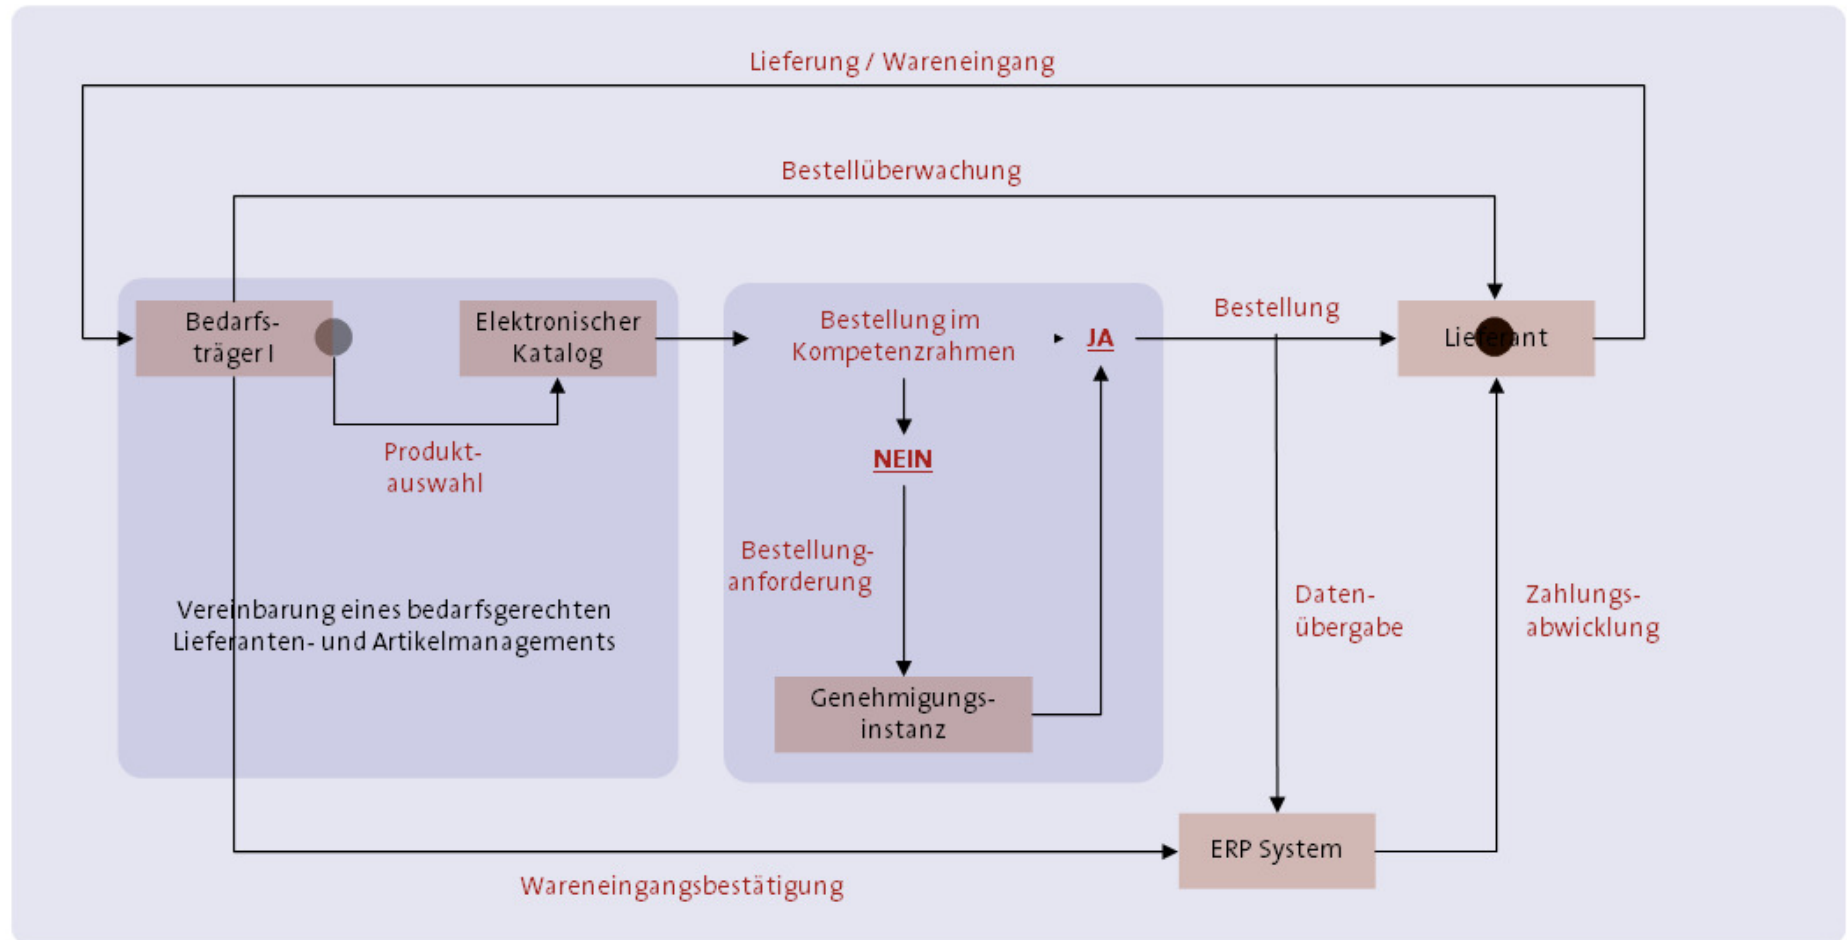 Lieferung / Wareneingang
Bestellüberwachung
Bedarfs-
träger I
Elektronischer
Katalog
Produkt-
auswahl
Vereinbarung eines bedarfsgerechten
Lieferanten- und Artikelmanagements
Bestellung im
Kompetenzrahmen
JA
NEIN
Bestellung-
anforderung
Genehmigungs-
instanz
Bestellung
Lieferant
Daten-
übergabe
Zahlungs-
abwicklung
ERP System
Wareneingangsbestätigung